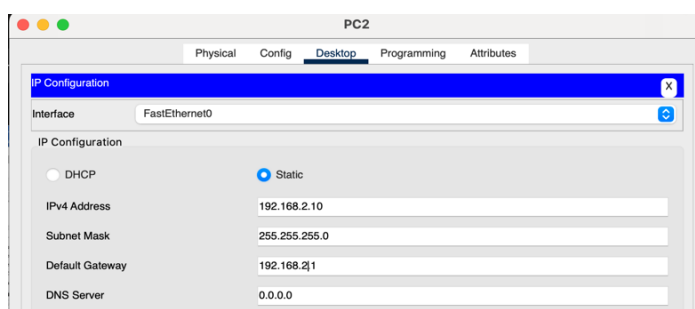 PC2
Physical Config Desktop Programming Attributes
IP Configuration
X
Interface FastEthernet0
IP Configuration
DHCP Static
IPv4 Address 192.168.2.10
Subnet Mask 255.255.255.0
Default Gateway 192.168.2.1
DNS Server 0.0.0.0